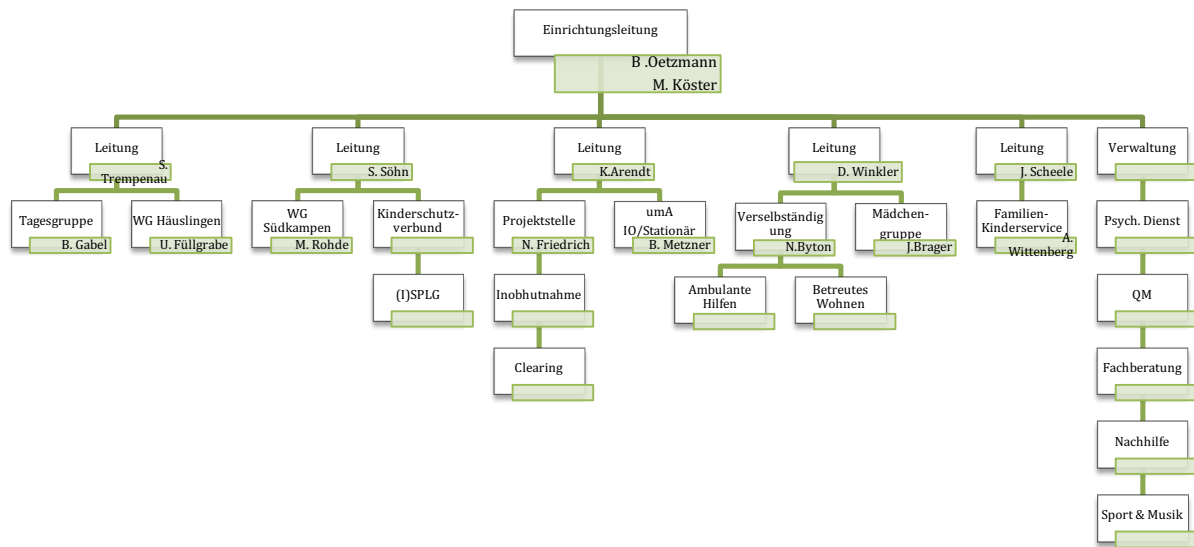 Einrichtungsleitung
B .Oetzmann
M. Köster
Leitung
S.
Trempenau
Leitung
S. Söhn
Leitung
K.Arendt
Leitung
D. Winkler
Leitung
J. Scheele
Verwaltung
Tagesgruppe
B. Gabel
WG Häuslingen
U. Füllgrabe
WG
Südkampen
M. Rohde
Kinderschutz-
verbund
Projektstelle
N. Friedrich
umA
IO/Stationär
B. Metzner
Verselbständig
ung
N.Byton
Mädchen-
gruppe
J.Brager
Familien-
Kinderservice
A.
Wittenberg
Psych. Dienst
(I)SPLG
Inobhutnahme
Ambulante
Hilfen
Betreutes
Wohnen
QM
Clearing
Fachberatung
Nachhilfe
Sport & Musik